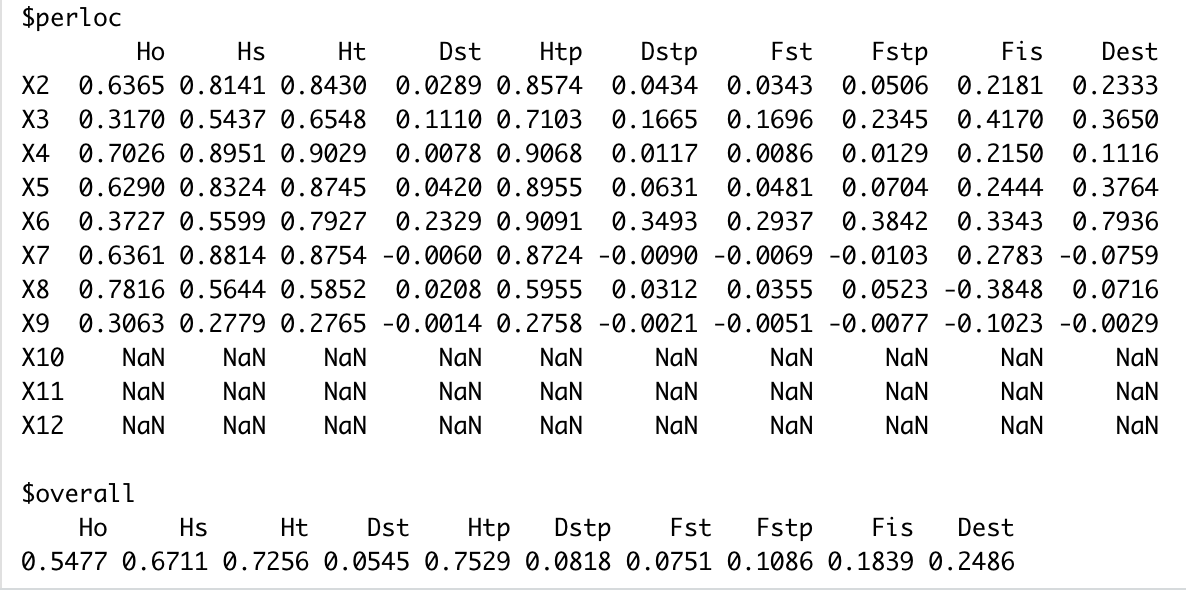 $perloc
Ho Hs Ht Dst Htp Dstp Fst Fstp Fis Dest
X2 0.6365 0.8141 0.8430 0.0289 0.8574 0.0434 0.0343 0.0506 0.2181 0.2333
X3 0.3170 0.5437 0.6548 0.1110 0.7103 0.1665 0.1696 0.2345 0.4170 0.3650
X4 0.7026 0.8951 0.9029 0.0078 0.9068 0.0117 0.0086 0.0129 0.2150 0.1116
X5 0.6290 0.8324 0.8745 0.0420 0.8955 0.0631 0.0481 0.0704 0.2444 0.3764
X6 0.3727 0.5599 0.7927 0.2329 0.9091 0.3493 0.2937 0.3842 0.3343 0.7936
X7 0.6361 0.8814 0.8754 -0.0060 0.8724 -0.0090 -0.0069 -0.0103 0.2783 -0.0759
X8 0.7816 0.5644 0.5852 0.0208 0.5955 0.0312 0.0355 0.0523 -0.3848 0.0716
X9 0.3063 0.2779 0.2765 -0.0014 0.2758 -0.0021 -0.0051 -0.0077 -0.1023 -0.0029
X10 NaN NaN NaN NaN NaN NaN NaN NaN NaN NaN
X11 NaN NaN NaN NaN NaN NaN NaN NaN NaN NaN
X12 NaN NaN NaN NaN NaN NaN NaN NaN NaN NaN
$overall
Ho Hs Ht Dst Htp Dstp Fst Fstp Fis Dest
0.5477 0.6711 0.7256 0.0545 0.7529 0.0818 0.0751 0.1086 0.1839 0.2486